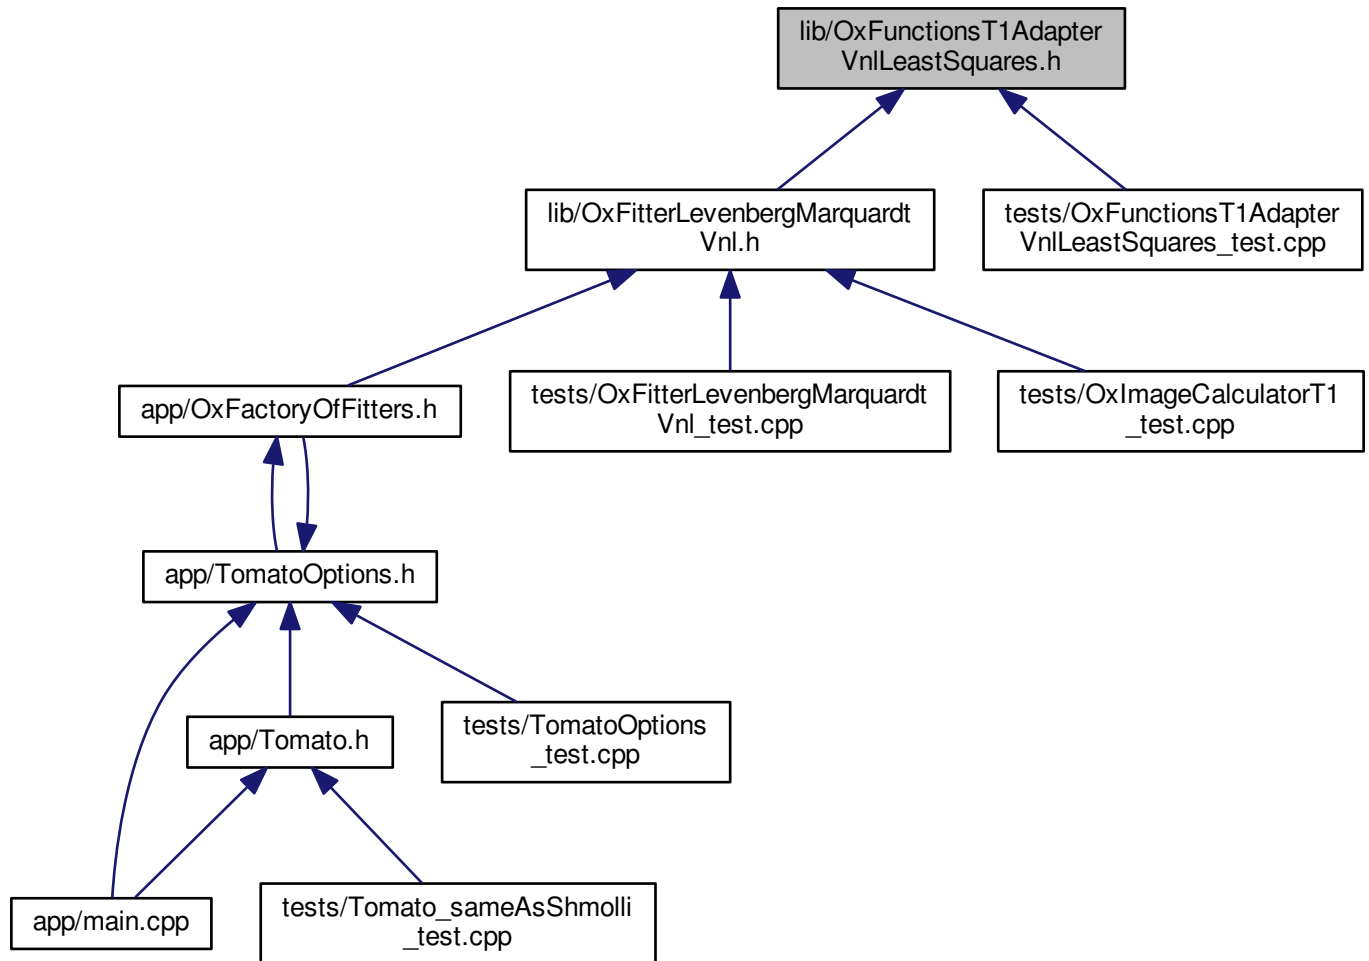 lib/OxFunctionsT1Adapter
VnlLeastSquares.h
lib/OxFitterLevenbergMarquardt
Vnl.h
tests/OxFunctionsT1Adapter
VnlLeastSquares_test.cpp
app/OxFactoryOfFitters.h
tests/OxFitterLevenbergMarquardt
Vnl_test.cpp
tests/OxImageCalculatorT1
_test.cpp
app/TomatoOptions.h
app/Tomato.h
tests/TomatoOptions
_test.cpp
app/main.cpp
tests/Tomato_sameAsShmolli
_test.cpp